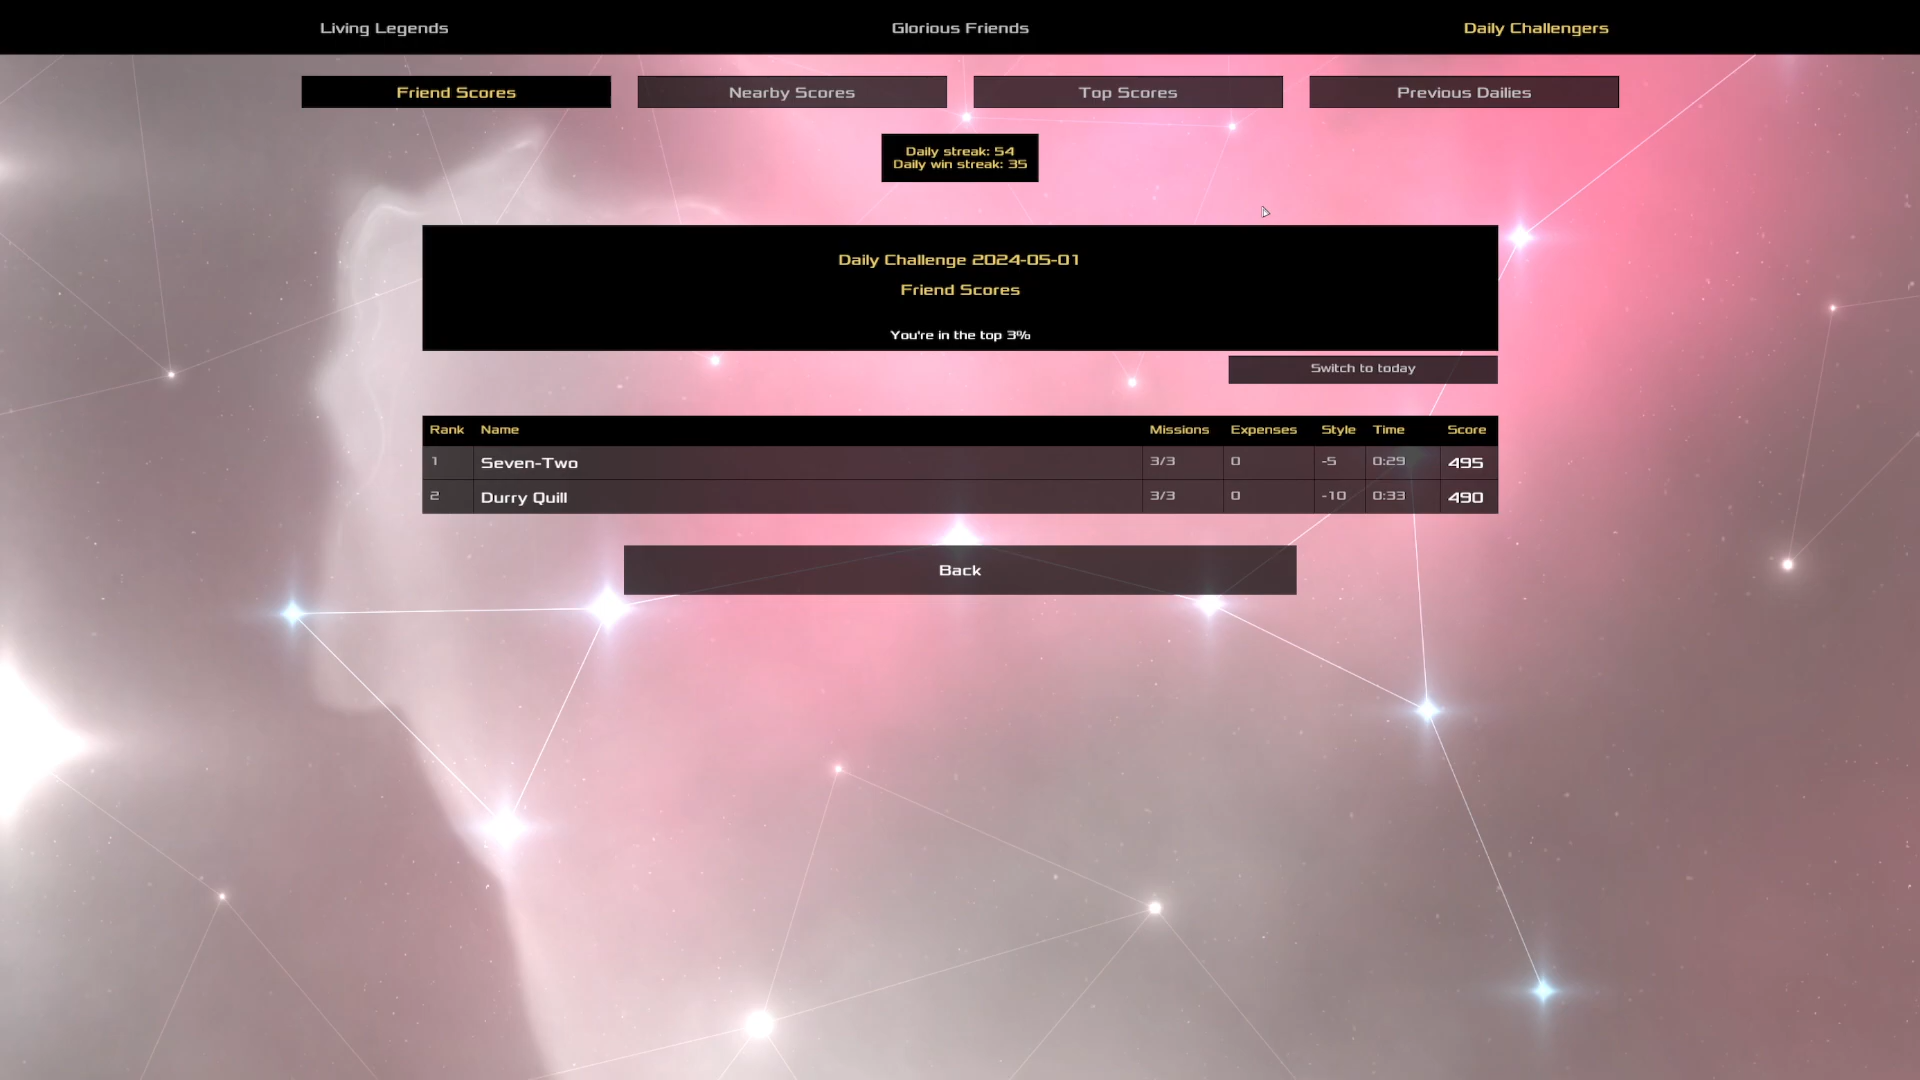 Living Legends
Glorious Friends
Daily Challengers
Friend Scores
Nearby Scores
Top Scores
Previous Dailies
Daily streak: 54
Daily win streak: 35
Daily Challenge 2024-05-01
Friend Scores
You're in the top 3%
Switch to today
Rank Name Missions Expenses Style Time Score
1 Seven-Two 3/3 0 -5 0:29 495
2 Durry Quill 3/3 0 -10 0:33 490
Back